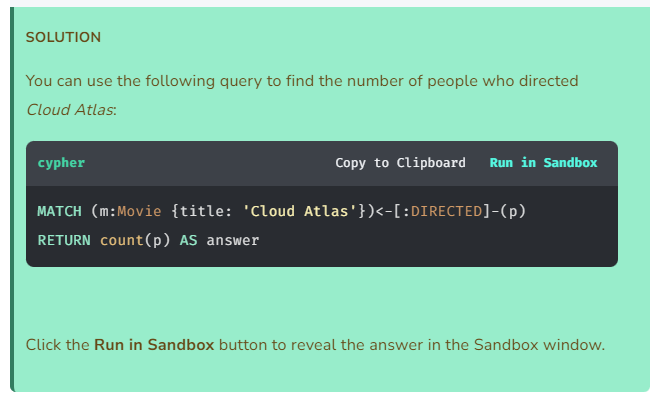 SOLUTION
You can use the following query to find the number of people who directed
Cloud Atlas:
cypher Copy to Clipboard Run in Sandbox
MATCH (m:Movie {title: 'Cloud Atlas'})<-[:DIRECTED]-(p)
RETURN count(p) AS answer
Click the Run in Sandbox button to reveal the answer in the Sandbox window.